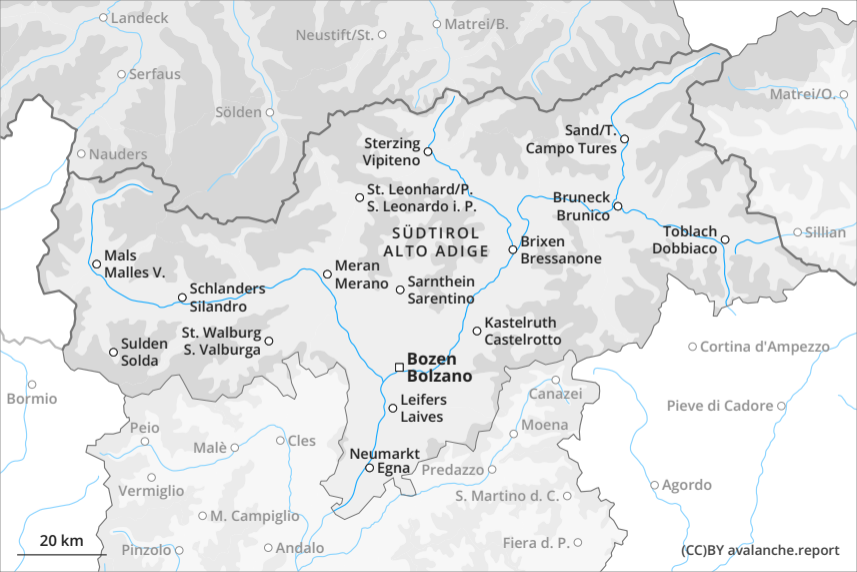 Landeck
Matrei/B.
Neustift/St.
Serfaus
Matrei/O.
Sölden
Nauders
Sterzing
Vipiteno
Sand/T.
Campo Tures
St. Leonhard/P.
S. Leonardo i. P.
Bruneck
Brunico
SÜDTIROL
ALTO ADIGE
Toblach
Dobbiaco
Sillian
Brixen
Bressanone
Mals
Malles V.
Meran
Merano
Sarnthein
Sarentino
Schlanders
Silandro
Kastelruth
Castelrotto
St. Walburg
S. Valburga
Sulden
Solda
Cortina d'Ampezzo
Bozen
Bolzano
Bormio
Canazei
Leifers
Laives
Pieve di Cadore
Peio
Moena
Malè
Cles
Neumarkt
Egna
Predazzo
Vermiglio
Agordo
S. Martino d. C.
M. Campiglio
20 km
Pinzolo
Andalo
Fiera d. P.
(CC)BY avalanche.report